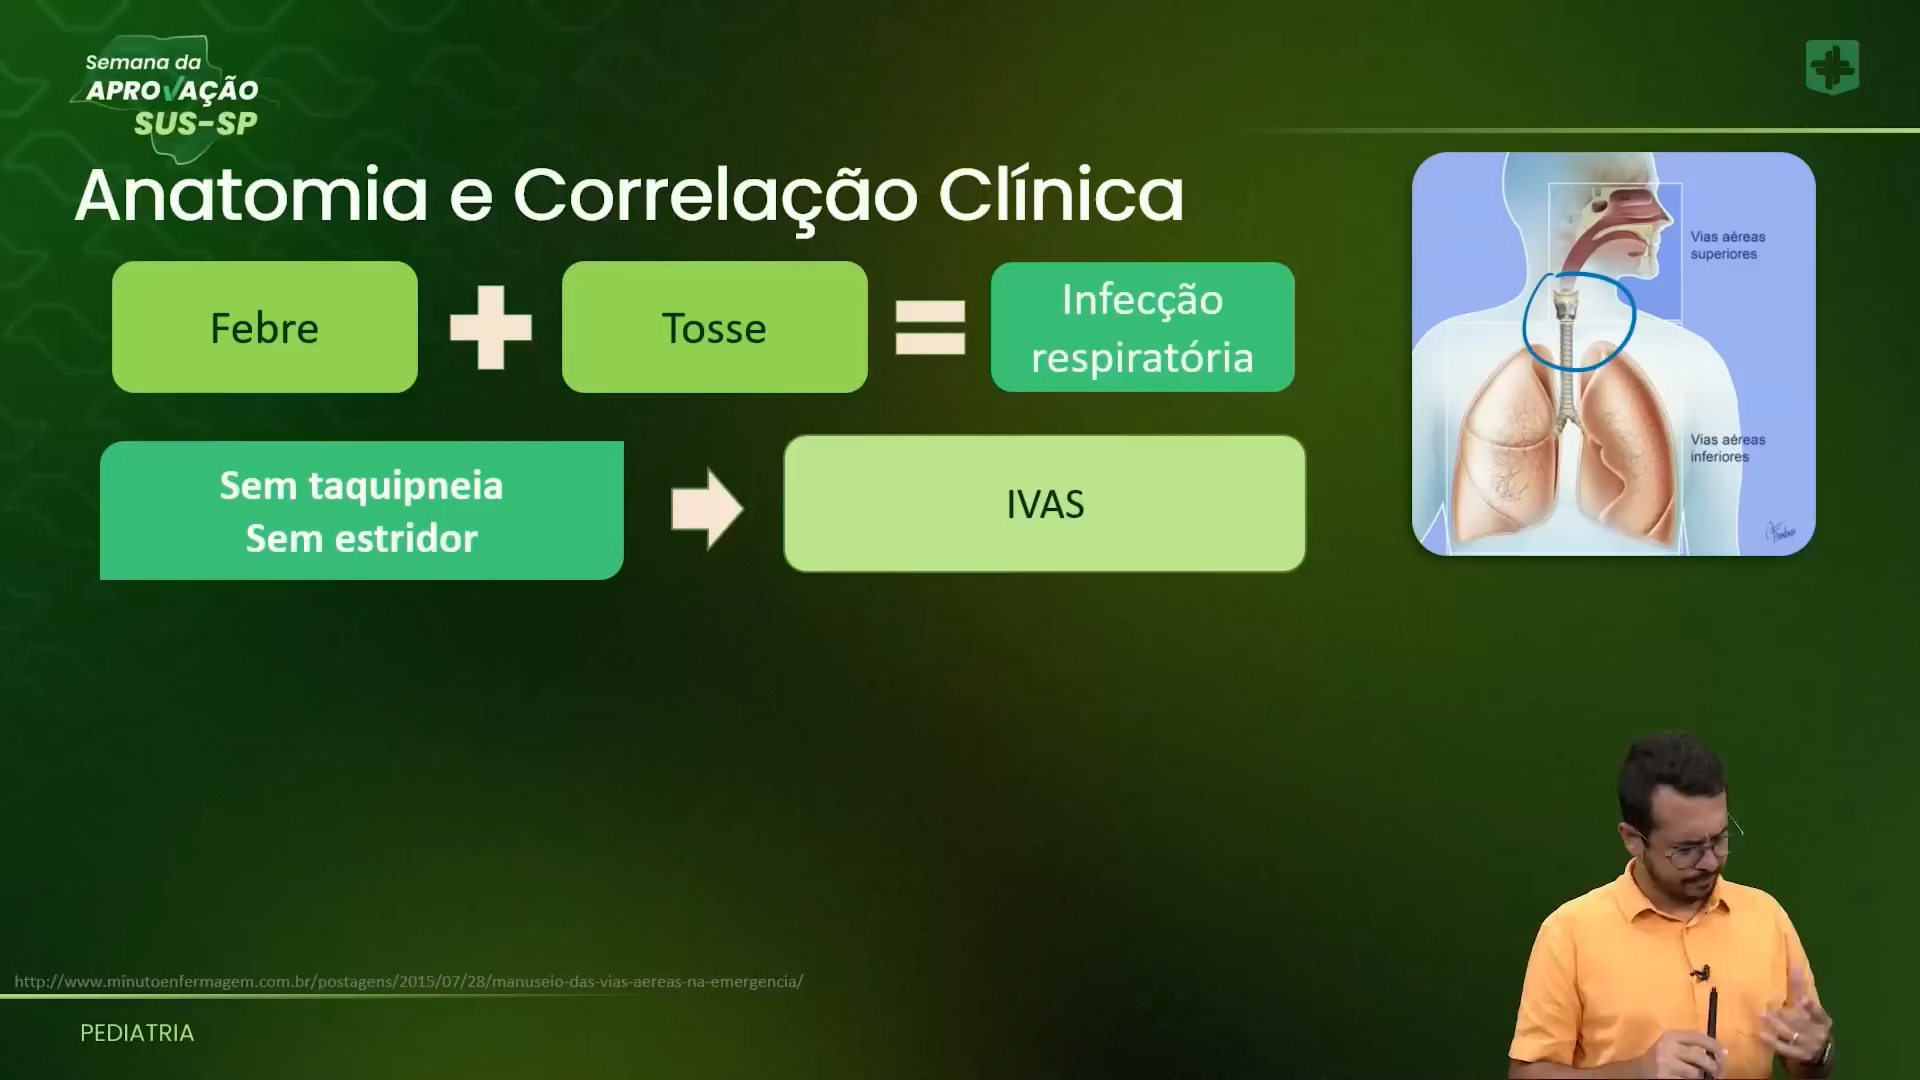 Semana da
APROVAÇÃO
SUS-SP
Anatomia e Correlação Clínica
Febre
Tosse
Infecção
respiratória
Sem taquipneia
Sem estridor
IVAS
Vias aéreas
superiores
Vias aéreas
inferiores
http://www.minutoenfermagem.com.br/postagens/2015/07/28/manuseio-das-vias-aereas-na-emergencia/
PEDIATRIA